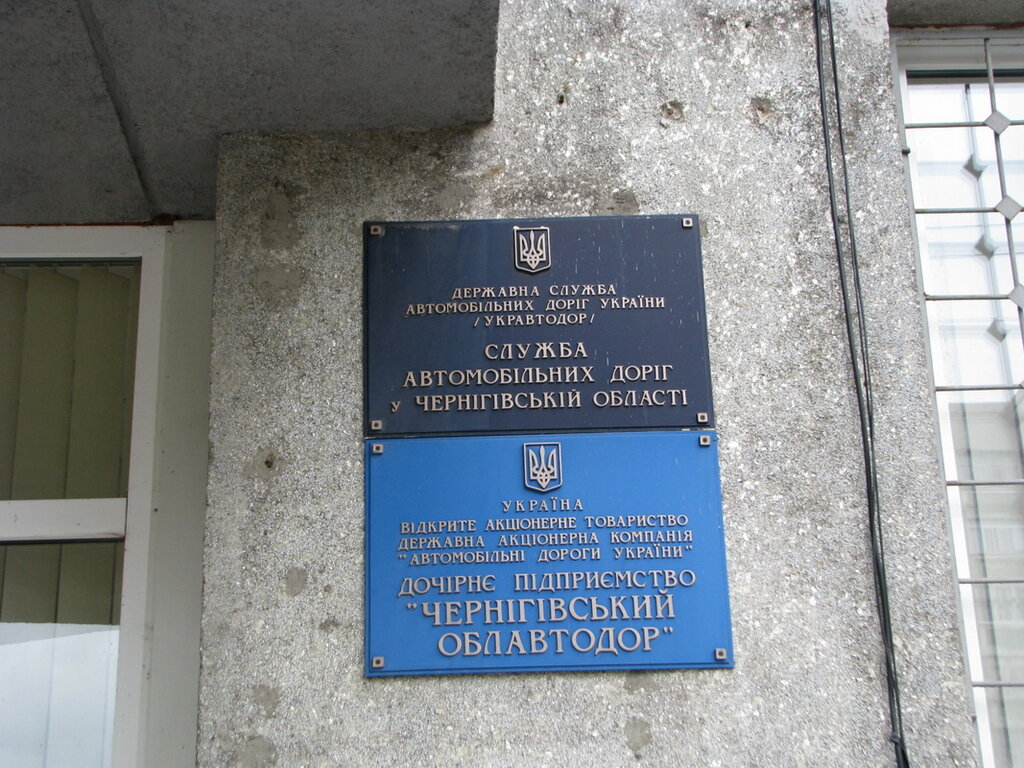 ДЕРЖАВНА СЛУЖБА
АВТОМОБІЛЬНИХ ДОРІГ УКРАЇНИ
/УКРАВТОДОР/
СЛУЖБА
АВТОМОБІЛЬНИХ ДОРІГ
У ЧЕРНІГІВСЬКІЙ ОБЛАСТІ
УКРАЇНА
ВІДКРИТЕ АКЦІОНЕРНЕ ТОВАРИСТВО
ДЕРЖАВНА АКЦІОНЕРНА КОМПАНІЯ
"АВТОМОБІЛЬНІ ДОРОГИ УКРАЇНИ"
ДОЧІРНЄ ПІДПРИЄМСТВО
"ЧЕРНІГІВСЬКИЙ
ОБЛАВТОДОР"